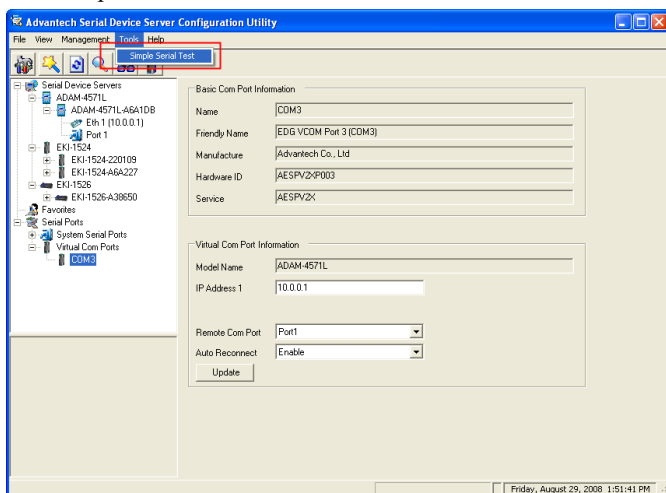 Advantech Serial Device Server Configuration Utility
File View Management Tools Help
Simple Serial Test
Serial Device Servers
ADAM-4571L
ADAM-4571L-A6A1DB
Eth 1 (10.0.0.1)
Port 1
EKI-1524
EKI-1524-220109
EKI-1524-A6A227
EKI-1526
EKI-1526-A38650
Favorites
Serial Ports
System Serial Ports
Virtual Com Ports
COM3
Basic Com Port Information
Name COM3
Friendly Name EDG VCOM Port 3 (COM3)
Manufacture Advantech Co., Ltd
Hardware ID AESPV2XP003
Service AESPV2X
Virtual Com Port Information
Model Name ADAM-4571L
IP Address 1 10.0.0.1
Remote Com Port Port1
Auto Reconnect Enable
Update
Friday, August 29, 2008 1:51:41 PM